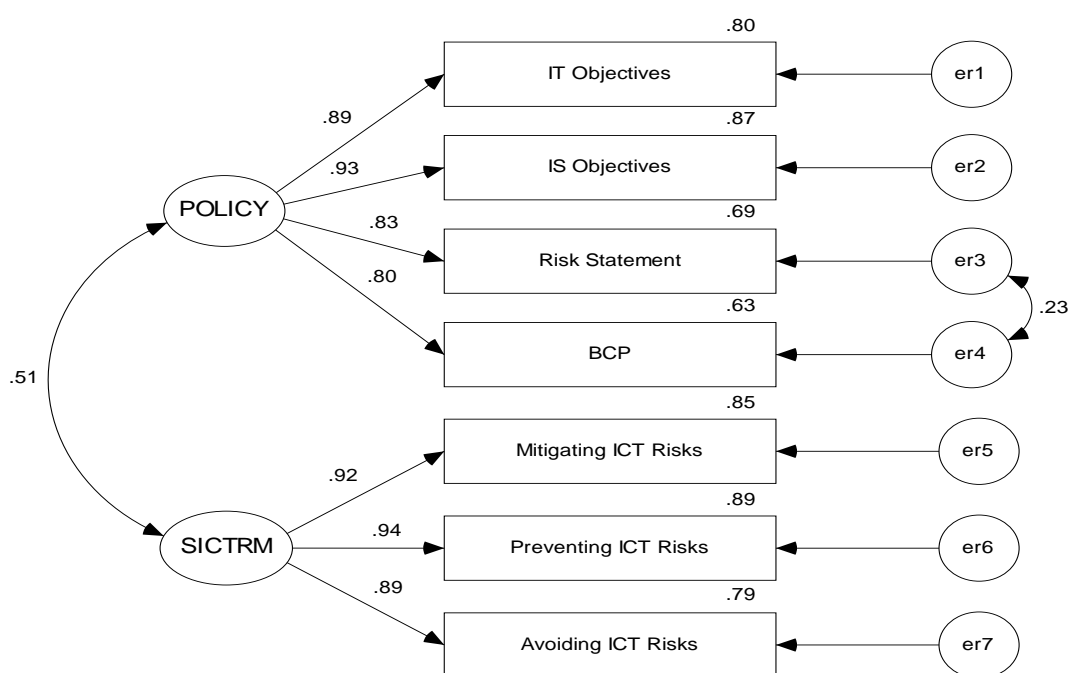 .80
IT Objectives
er1
.89
.87
.93
IS Objectives
er2
POLICY
.69
.83
Risk Statement
er3
.80
.63
.23
BCP
er4
.51
.85
Mitigating ICT Risks
er5
.92
.89
SICTRM
.94
Preventing ICT Risks
er6
.89
.79
Avoiding ICT Risks
er7